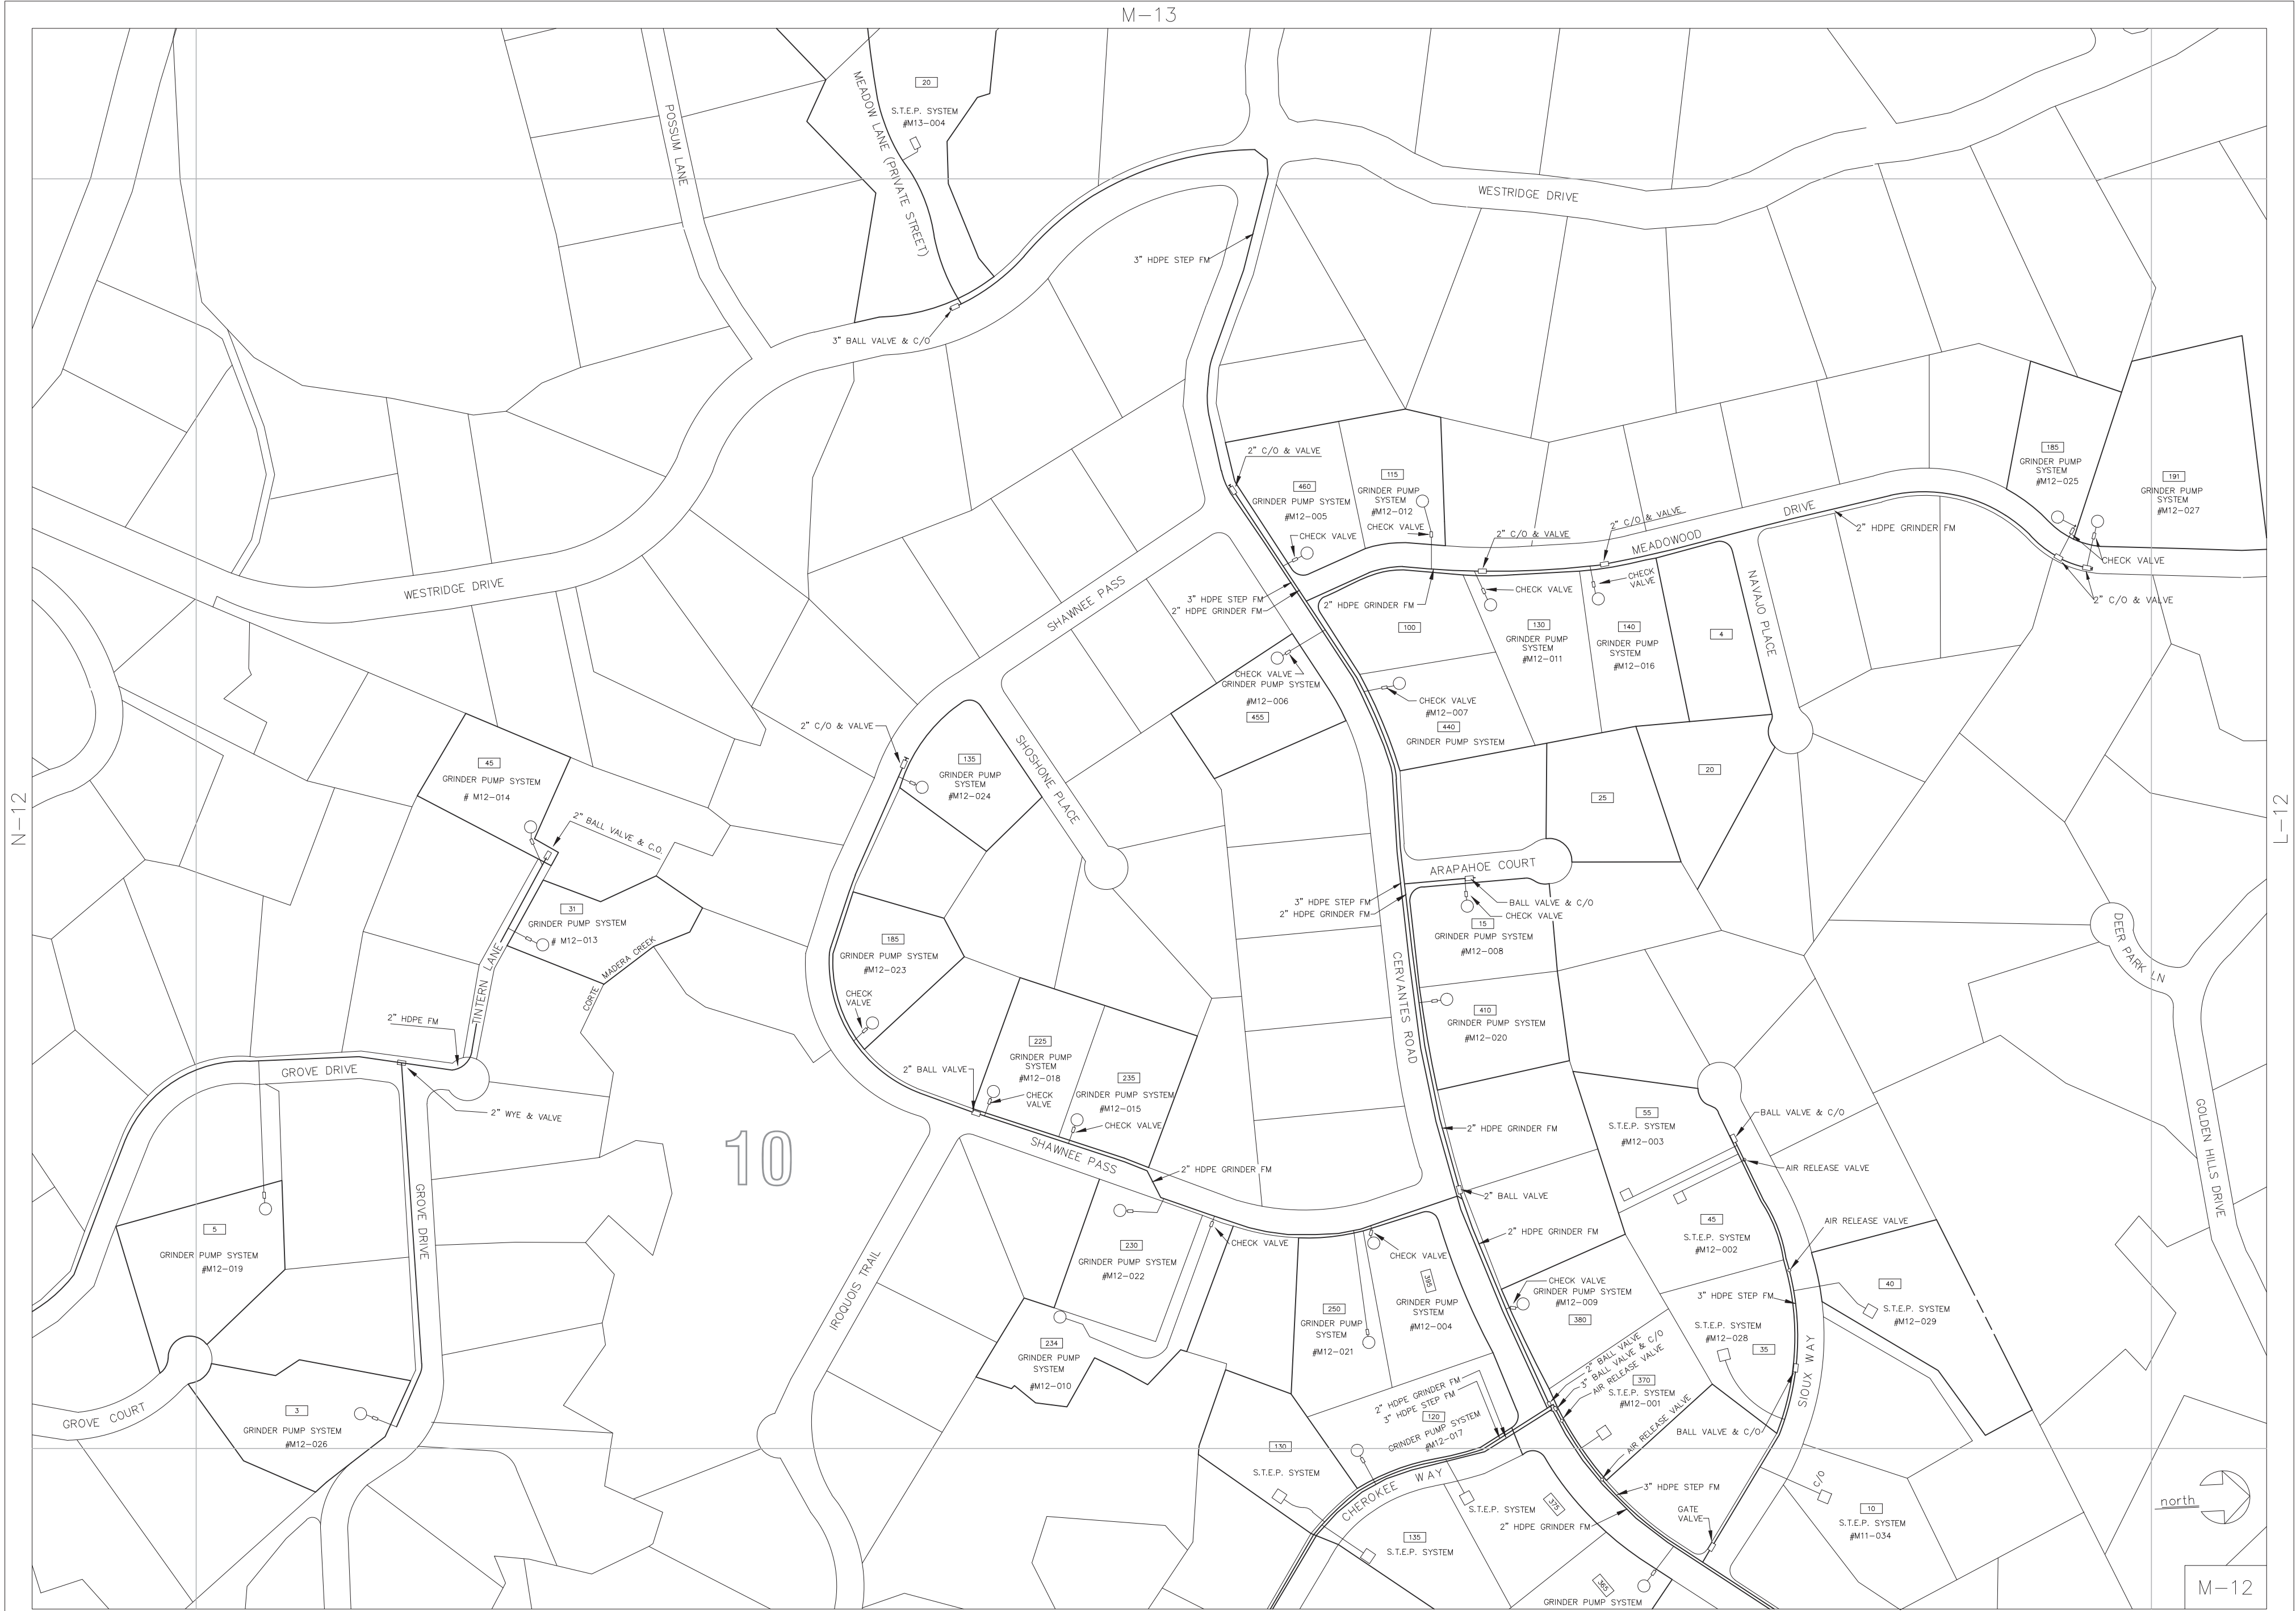 M-13
20
S.T.E.P. SYSTEM
#M13-004
MEADOW LANE (PRIVATE STREET)
POSSUM LANE
WESTRIDGE DRIVE
3" HDPE STEP FM
3" BALL VALVE & C/O
2" C/O & VALVE
460
GRINDER PUMP SYSTEM
#M12-005
CHECK VALVE
115
GRINDER PUMP
SYSTEM
#M12-012
CHECK VALVE
2" C/O & VALVE
2" C/O & VALVE
MEADOWOOD
DRIVE
2" HDPE GRINDER FM
185
GRINDER PUMP
SYSTEM
#M12-025
191
GRINDER PUMP
SYSTEM
#M12-027
CHECK VALVE
2" C/O & VALVE
WESTRIDGE DRIVE
SHAWNEE PASS
3" HDPE STEP FM
2" HDPE GRINDER FM
2" HDPE GRINDER FM
CHECK VALVE
CHECK
VALVE
NAVAJO PLACE
100
130
GRINDER PUMP
SYSTEM
#M12-011
140
GRINDER PUMP
SYSTEM
#M12-016
4
CHECK VALVE
GRINDER PUMP SYSTEM
#M12-006
455
CHECK VALVE
#M12-007
440
GRINDER PUMP SYSTEM
20
25
2" C/O & VALVE
135
GRINDER PUMP
SYSTEM
#M12-024
SHOSHONE PLACE
45
GRINDER PUMP SYSTEM
# M12-014
2" BALL VALVE & C.O.
N-12
L-12
ARAPAHOE COURT
3" HDPE STEP FM
2" HDPE GRINDER FM
BALL VALVE & C/O
CHECK VALVE
15
GRINDER PUMP SYSTEM
#M12-008
31
GRINDER PUMP SYSTEM
# M12-013
CORTE MADERA CREEK
TINTERN LANE
185
GRINDER PUMP SYSTEM
#M12-023
CHECK
VALVE
DEER PARK LN
CERVANTES ROAD
410
GRINDER PUMP SYSTEM
#M12-020
2" HDPE FM
GROVE DRIVE
2" WYE & VALVE
2" BALL VALVE
225
GRINDER PUMP
SYSTEM
#M12-018
CHECK
VALVE
235
GRINDER PUMP SYSTEM
#M12-015
CHECK VALVE
SHAWNEE PASS
2" HDPE GRINDER FM
2" HDPE GRINDER FM
55
S.T.E.P. SYSTEM
#M12-003
BALL VALVE & C/O
AIR RELEASE VALVE
GOLDEN HILLS DRIVE
10
2" BALL VALVE
2" HDPE GRINDER FM
45
S.T.E.P. SYSTEM
#M12-002
AIR RELEASE VALVE
GROVE DRIVE
5
GRINDER PUMP SYSTEM
#M12-019
IROQUOIS TRAIL
230
GRINDER PUMP SYSTEM
#M12-022
CHECK VALVE
CHECK VALVE
395
GRINDER PUMP
SYSTEM
#M12-004
250
GRINDER PUMP
SYSTEM
#M12-021
CHECK VALVE
GRINDER PUMP SYSTEM
#M12-009
380
3" HDPE STEP FM
40
S.T.E.P. SYSTEM
#M12-029
S.T.E.P. SYSTEM
#M12-028
35
SIOUX WAY
234
GRINDER PUMP
SYSTEM
#M12-010
2" BALL VALVE
3" BALL VALVE & C/O
AIR RELEASE VALVE
370
S.T.E.P. SYSTEM
#M12-001
AIR RELEASE VALVE
BALL VALVE & C/O
GROVE COURT
3
GRINDER PUMP SYSTEM
#M12-026
2" HDPE GRINDER FM
3" HDPE STEP FM
120
GRINDER PUMP SYSTEM
#M12-017
130
S.T.E.P. SYSTEM
CHEROKEE WAY
S.T.E.P. SYSTEM
375
3" HDPE STEP FM
2" HDPE GRINDER FM
GATE
VALVE
C/O
10
S.T.E.P. SYSTEM
#M11-034
135
S.T.E.P. SYSTEM
365
GRINDER PUMP SYSTEM
north
M-12